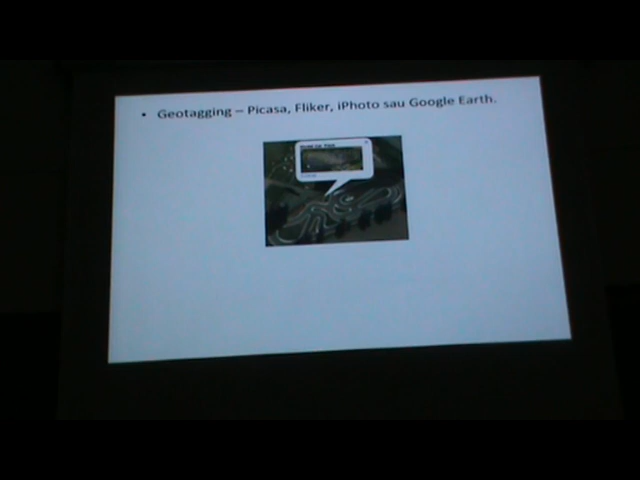 • Geotagging – Picasa, Fliker, iPhoto sau Google Earth.